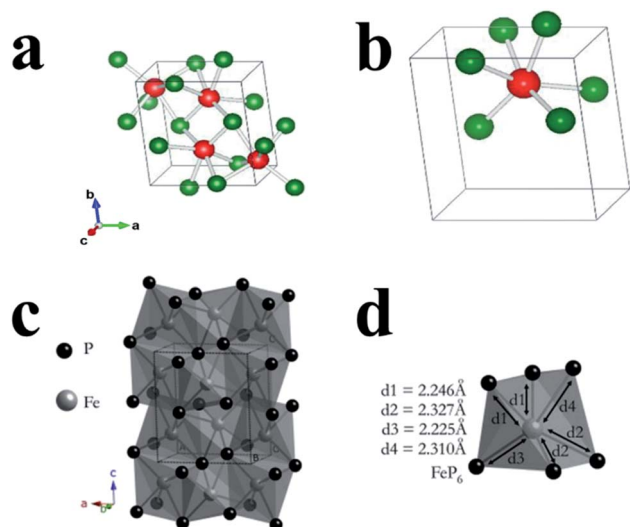 a
b
b
a
c
c
d
P
Fe
d1 = 2.246Å
d2 = 2.327Å
d3 = 2.225Å
d4 = 2.310Å
FeP6
d1
d1
d4
d2
d3
d2
B
c
a
b